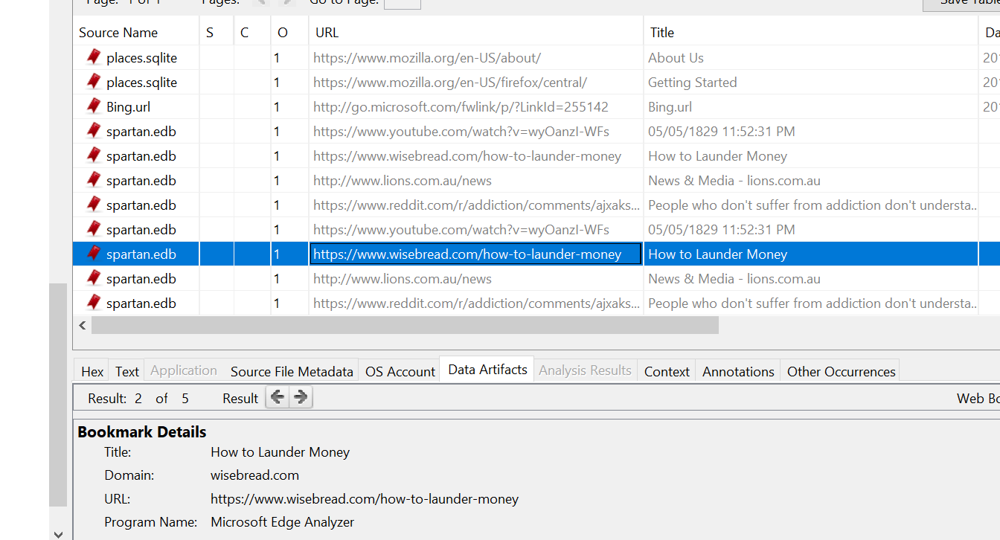 Page: 1 of 1 Pages: Go to Page: Save Table
Source Name S C O URL Title Da
places.sqlite 1 https://www.mozilla.org/en-US/about/ About Us 201
places.sqlite 1 https://www.mozilla.org/en-US/firefox/central/ Getting Started 201
Bing.url 1 http://go.microsoft.com/fwlink/p/?LinkId=255142 Bing.url 201
spartan.edb 1 https://www.youtube.com/watch?v=wyOanzI-WFs 05/05/1829 11:52:31 PM
spartan.edb 1 https://www.wisebread.com/how-to-launder-money How to Launder Money
spartan.edb 1 http://www.lions.com.au/news News & Media - lions.com.au
spartan.edb 1 https://www.reddit.com/r/addiction/comments/ajxaks... People who don't suffer from addiction don't understa..
spartan.edb 1 https://www.youtube.com/watch?v=wyOanzI-WFs 05/05/1829 11:52:31 PM
spartan.edb 1 https://www.wisebread.com/how-to-launder-money How to Launder Money
spartan.edb 1 http://www.lions.com.au/news News & Media - lions.com.au
spartan.edb 1 https://www.reddit.com/r/addiction/comments/ajxaks... People who don't suffer from addiction don't understa..
Hex Text Application Source File Metadata OS Account Data Artifacts Analysis Results Context Annotations Other Occurrences
Result: 2 of 5 Result Web Bo
Bookmark Details
Title: How to Launder Money
Domain: wisebread.com
URL: https://www.wisebread.com/how-to-launder-money
Program Name: Microsoft Edge Analyzer